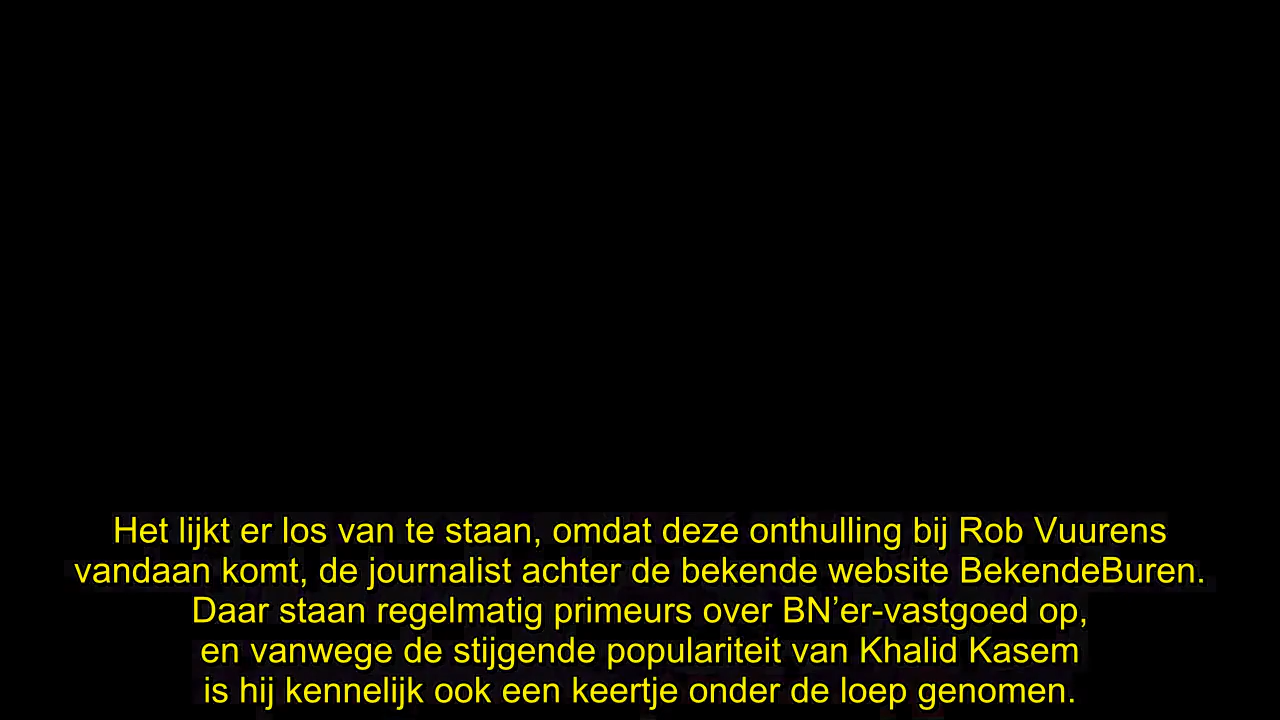 Het lijkt er los van te staan, omdat deze onthulling bij Rob Vuurens
vandaan komt, de journalist achter de bekende website BekendeBuren.
Daar staan regelmatig primeurs over BN’er-vastgoed op,
en vanwege de stijgende populariteit van Khalid Kasem
is hij kennelijk ook een keertje onder de loep genomen.